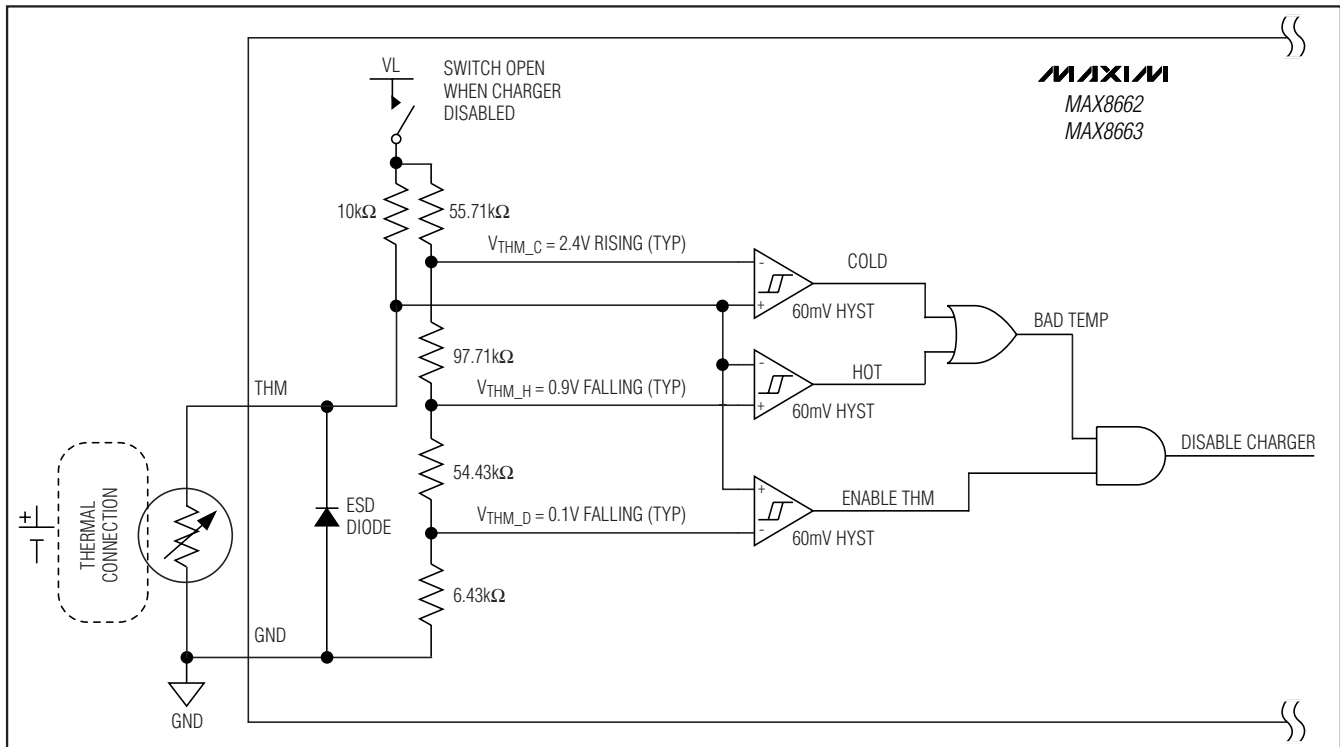 VL
SWITCH OPEN
WHEN CHARGER
DISABLED
MAXIM
MAX8662
MAX8663
10kΩ
55.71kΩ
VTHM_C = 2.4V RISING (TYP)
-
+
COLD
60mV HYST
BAD TEMP
97.71kΩ
THM
VTHM_H = 0.9V FALLING (TYP)
-
+
HOT
60mV HYST
DISABLE CHARGER
54.43kΩ
+
-
ENABLE THM
60mV HYST
VTHM_D = 0.1V FALLING (TYP)
ESD
DIODE
+
THERMAL
CONNECTION
6.43kΩ
GND
GND